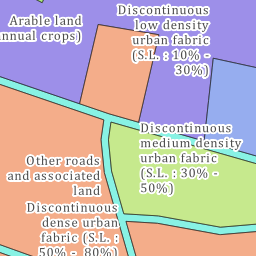 Discontinuous
low density
urban fabric
(S.L. : 10% -
30%)
Arable land
annual crops)
Discontinuous
medium density
urban fabric
(S.L. : 30% -
50%)
Other roads
and associated
land
Discontinuous
dense urban
fabric (S.L. :
50% - 80%)